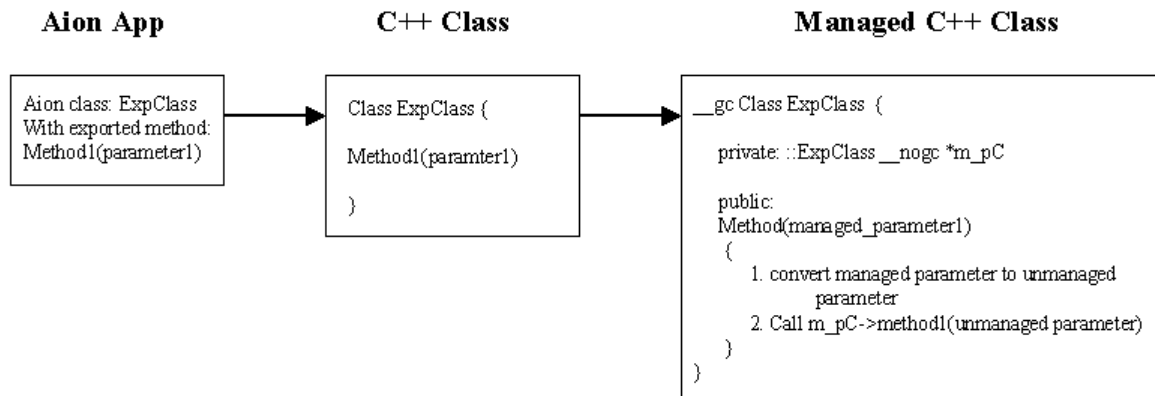 Aion App
C++ Class
Managed C++ Class
Aion class: ExpClass
With exported method:
Method1(parameter1)
Class ExpClass {
Method1(paramter1)
}
__gc Class ExpClass {
private: ::ExpClass __nogc *m_pC
public:
Method(managed_parameter1)
{
1. convert managed parameter to unmanaged
parameter
2. Call m_pC->method1(unmanaged parameter)
}
}